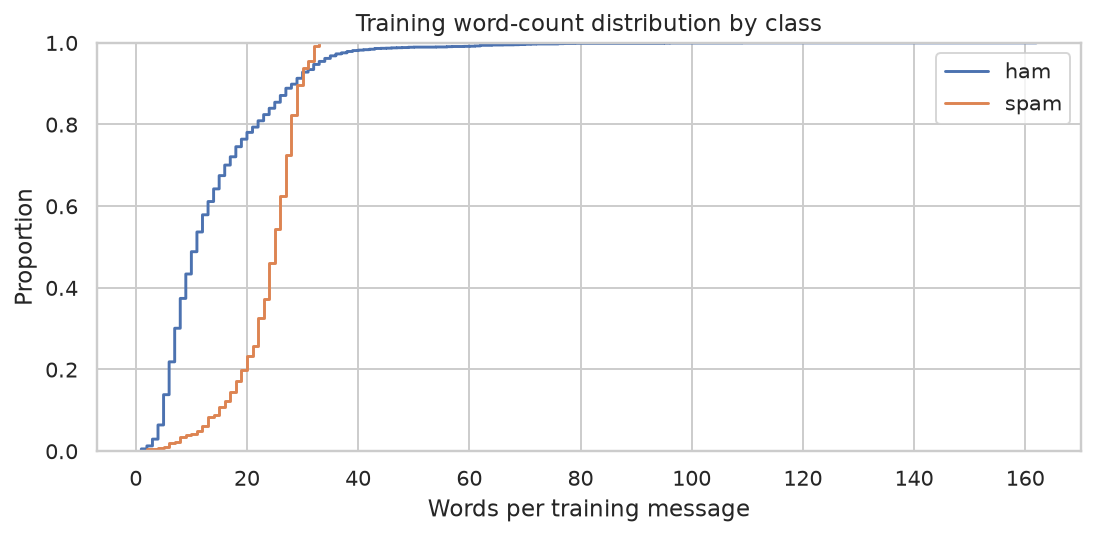 Training word-count distribution by class
1.0
0.8
0.6
0.4
0.2
0.0
Proportion
ham
spam
0 20 40 60 80 100 120 140 160
Words per training message